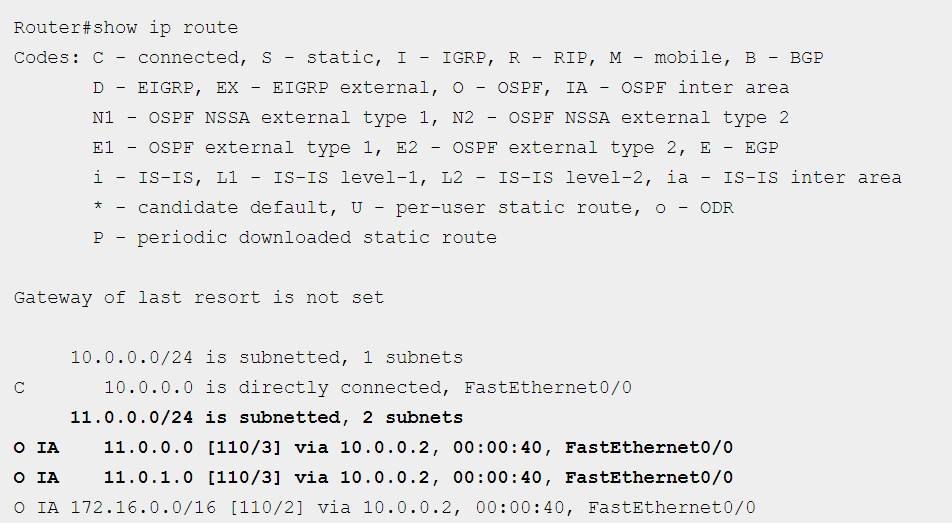 Router#show ip route
Codes: C - connected, S - static, I - IGRP, R - RIP, M - mobile, B - BGP
       D - EIGRP, EX - EIGRP external, O - OSPF, IA - OSPF inter area
       N1 - OSPF NSSA external type 1, N2 - OSPF NSSA external type 2
       E1 - OSPF external type 1, E2 - OSPF external type 2, E - EGP
       i - IS-IS, L1 - IS-IS level-1, L2 - IS-IS level-2, ia - IS-IS inter area
       * - candidate default, U - per-user static route, o - ODR
       P - periodic downloaded static route

Gateway of last resort is not set

     10.0.0.0/24 is subnetted, 1 subnets
C       10.0.0.0 is directly connected, FastEthernet0/0
     11.0.0.0/24 is subnetted, 2 subnets
O IA    11.0.0.0 [110/3] via 10.0.0.2, 00:00:40, FastEthernet0/0
O IA    11.0.1.0 [110/3] via 10.0.0.2, 00:00:40, FastEthernet0/0
O IA 172.16.0.0/16 [110/2] via 10.0.0.2, 00:00:40, FastEthernet0/0